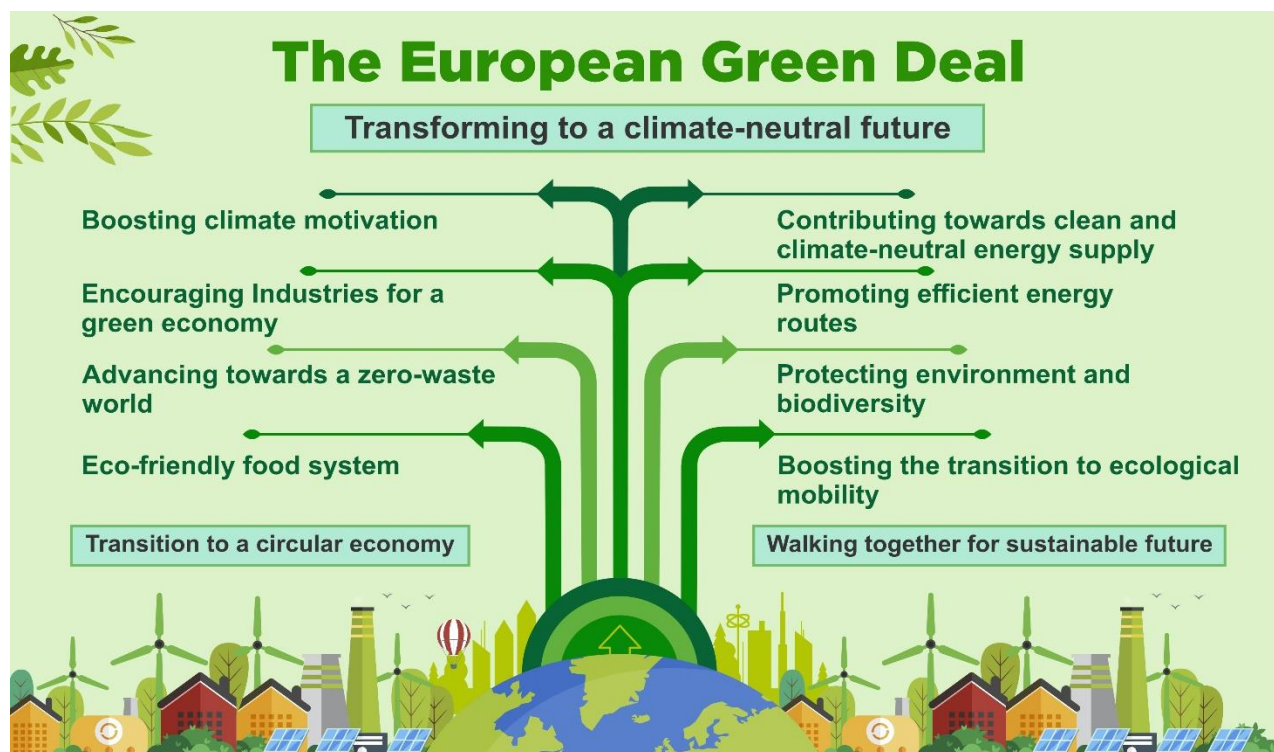 The European Green Deal
Transforming to a climate-neutral future
Boosting climate motivation
Encouraging Industries for a
green economy
Advancing towards a zero-waste
world
Eco-friendly food system
Transition to a circular economy
Contributing towards clean and
climate-neutral energy supply
Promoting efficient energy
routes
Protecting environment and
biodiversity
Boosting the transition to ecological
mobility
Walking together for sustainable future